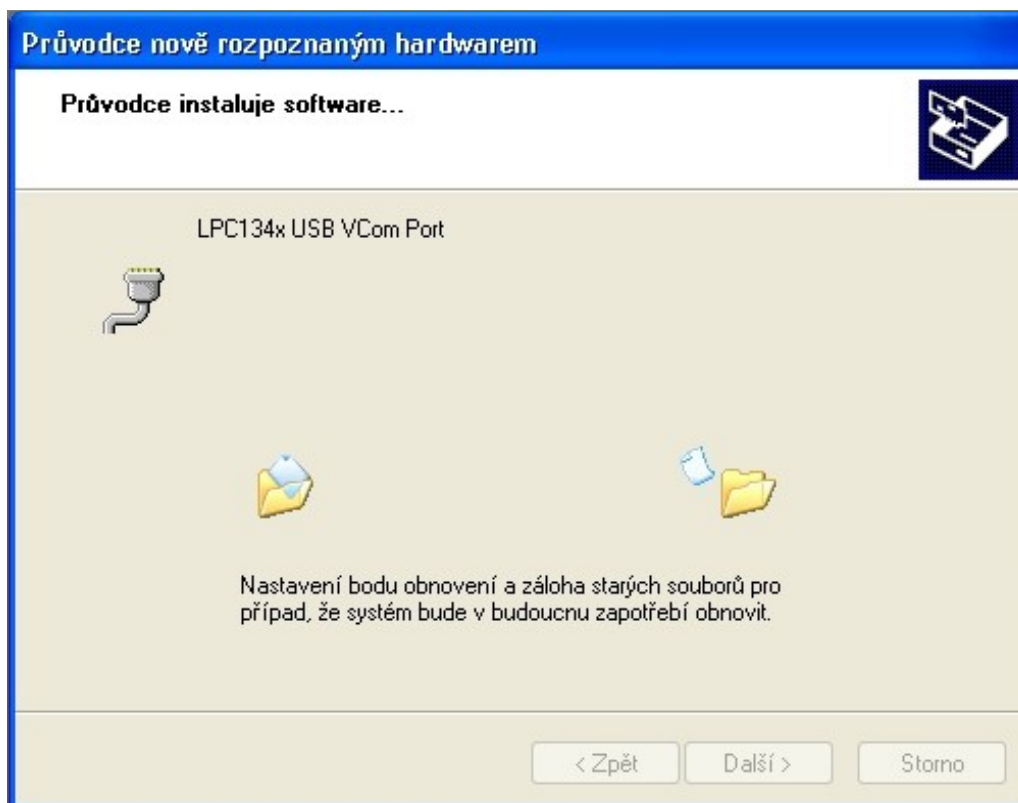 Průvodce nově rozpoznaným hardwarem
Průvodce instaluje software...
LPC134x USB VCom Port
Nastavení bodu obnovení a záloha starých souborů pro
případ, že systém bude v budoucnu zapotřebí obnovit.
< Zpět
Další >
Storno